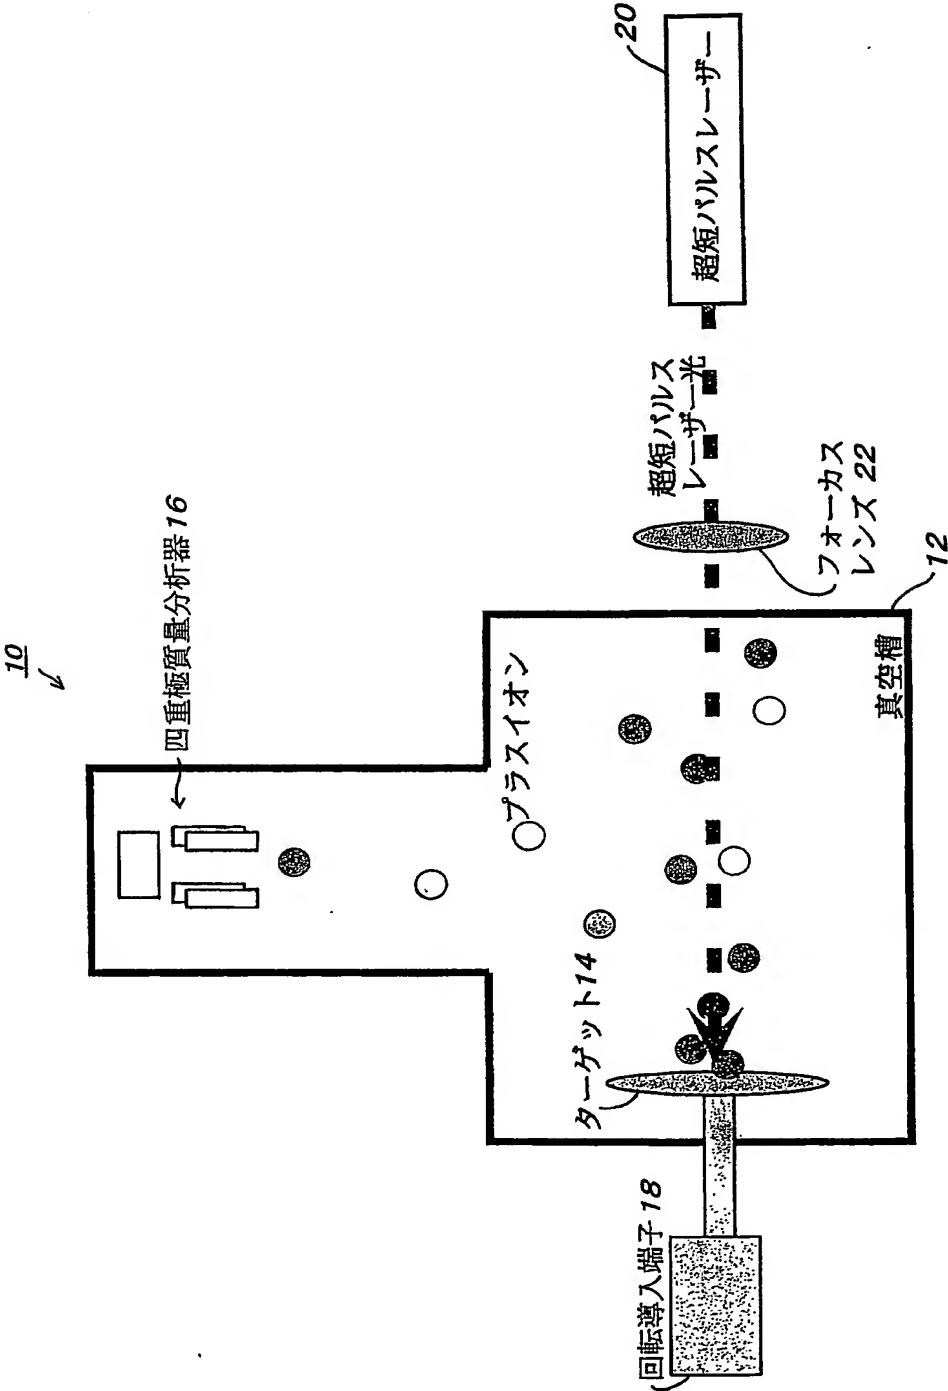 10
四重極質量分析器16
プラスイオン
ターゲット14
回転導入端子18
超短パルス
レーザー光
20
超短パルスレーザー
フォーカス
レンズ22
真空槽
12